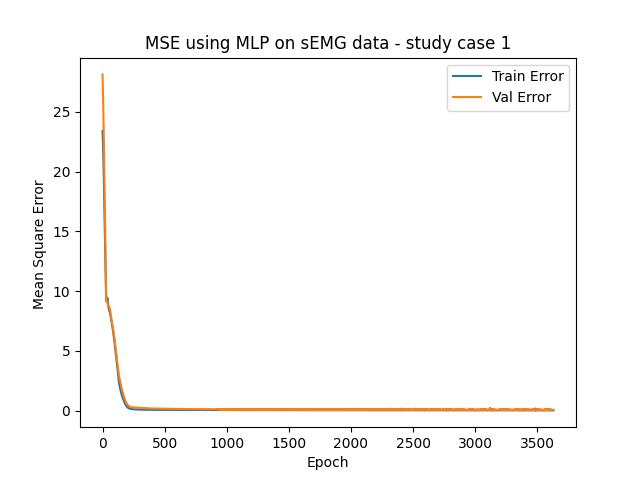 MSE using MLP on sEMG data - study case 1
Train Error
Val Error
Mean Square Error
25
20
15
10
5
0
0 500 1000 1500 2000 2500 3000 3500
Epoch